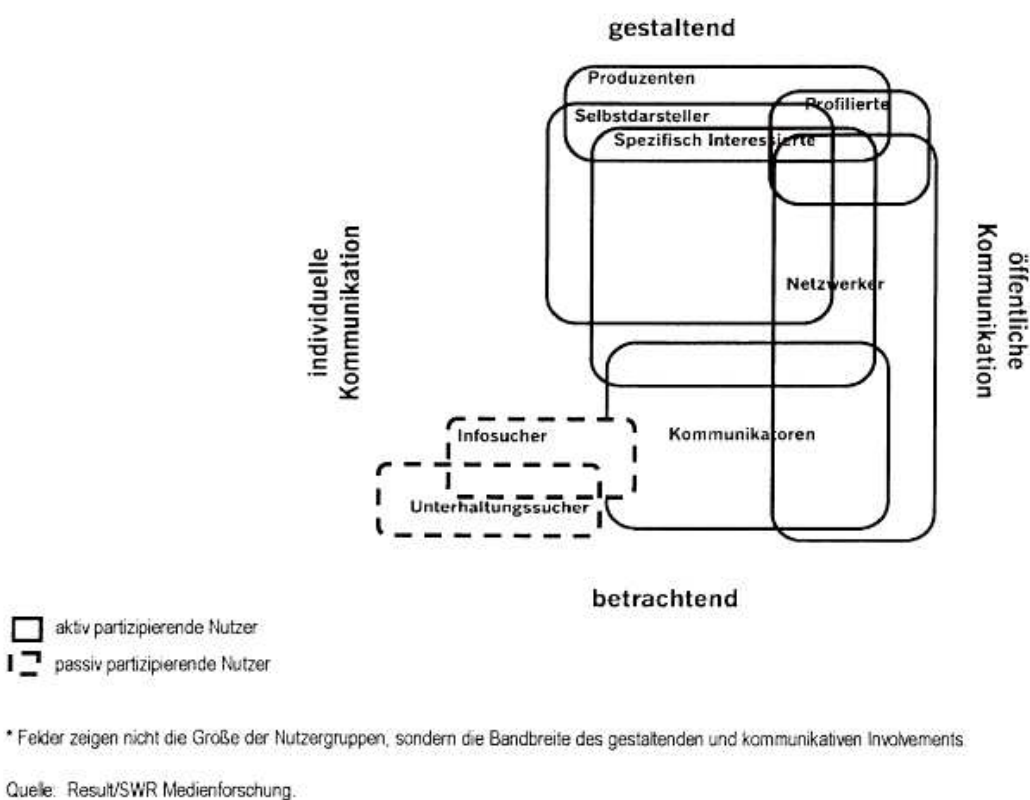 gestaltend
Produzenten
Profilierte
Selbstdarsteller
Spezifisch Interessierte
individuelle
Kommunikation
öffentliche
Kommunikation
Netzwerker
Infosucher
Kommunikatoren
Unterhaltungssucher
betrachtend
aktiv partizipierende Nutzer
passiv partizipierende Nutzer
* Felder zeigen nicht die Große der Nutzergruppen, sondern die Bandbreite des gestaltenden und kommunikativen Involvements
Quelle: Result/SWR Medienforschung.